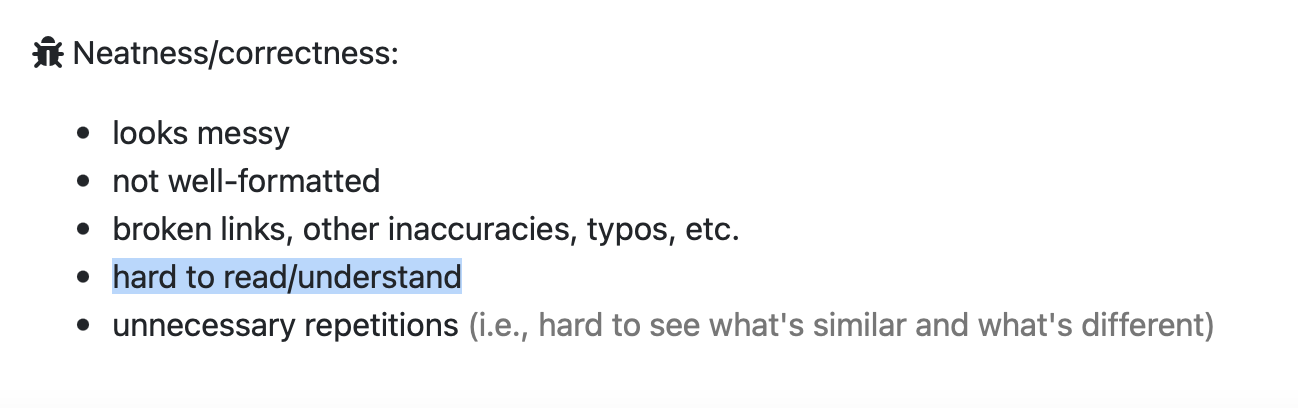 Neatness/correctness:
looks messy
not well-formatted
broken links, other inaccuracies, typos, etc.
hard to read/understand
unnecessary repetitions (i.e., hard to see what's similar and what's different)